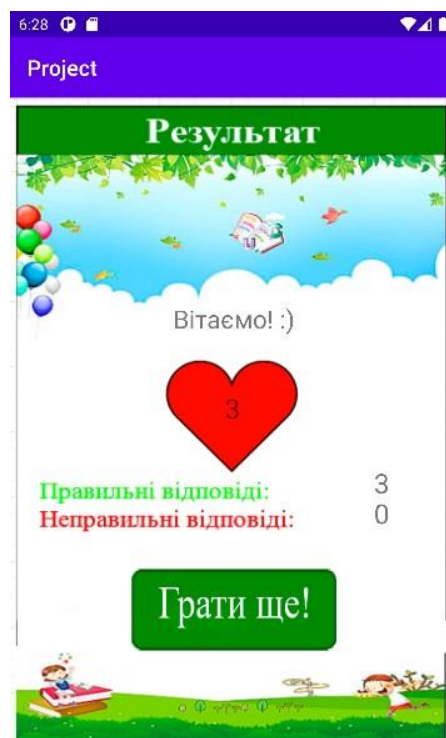 6:28
Project
Результат
Вітаємо! :)
3
Правильні відповіді: 3
Неправильні відповіді: 0
Грати ще!